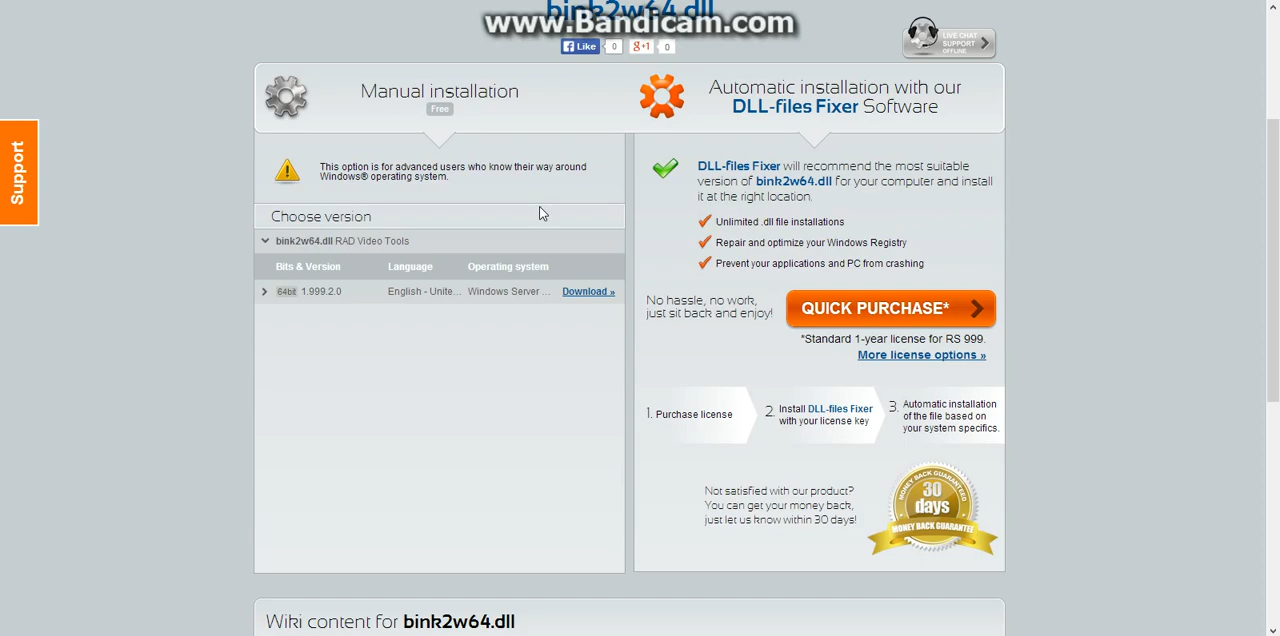 bink2w64.dll
www.Bandicam.com
Like 0 +1 0
LIVE CHAT
SUPPORT
OFFLINE
Support
Manual installation
Free
Automatic installation with our
DLL-files Fixer Software
This option is for advanced users who know their way around
Windows® operating system.
Choose version
bink2w64.dll RAD Video Tools
Bits & Version Language Operating system
64bit 1.999.2.0 English - Unite... Windows Server ... Download »
DLL-files Fixer will recommend the most suitable
version of bink2w64.dll for your computer and install
it at the right location.
Unlimited .dll file installations
Repair and optimize your Windows Registry
Prevent your applications and PC from crashing
No hassle, no work,
just sit back and enjoy!
QUICK PURCHASE*
*Standard 1-year license for RS 999.
More license options »
1. Purchase license
2. Install DLL-files Fixer
with your license key
3. Automatic installation
of the file based on
your system specifics.
Not satisfied with our product?
You can get your money back,
just let us know within 30 days!
MONEY BACK GUARANTEED
30
days
MONEY BACK GUARANTEE
Wiki content for bink2w64.dll